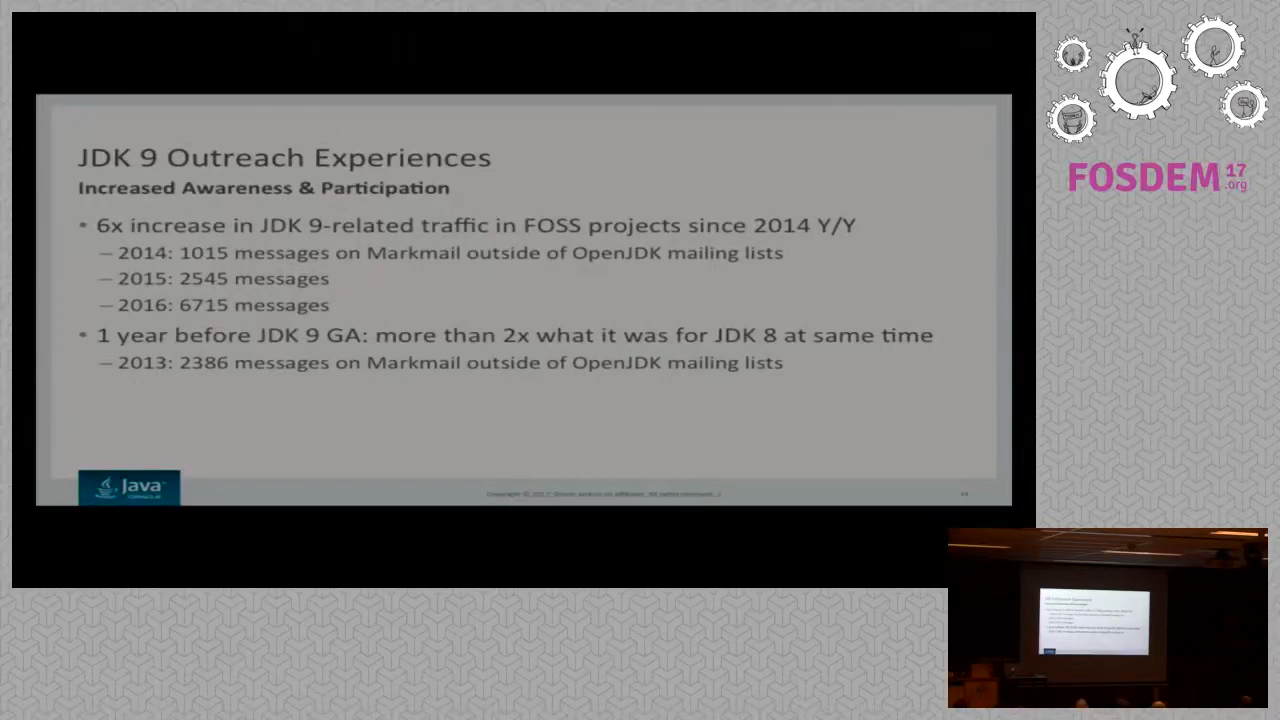 JDK 9 Outreach Experiences
Increased Awareness & Participation
• 6x increase in JDK 9-related traffic in FOSS projects since 2014 Y/Y
– 2014: 1015 messages on Markmail outside of OpenJDK mailing lists
– 2015: 2545 messages
– 2016: 6715 messages
• 1 year before JDK 9 GA: more than 2x what it was for JDK 8 at same time
– 2013: 2386 messages on Markmail outside of OpenJDK mailing lists
Java
ORACLE
FOSDEM 17
.org